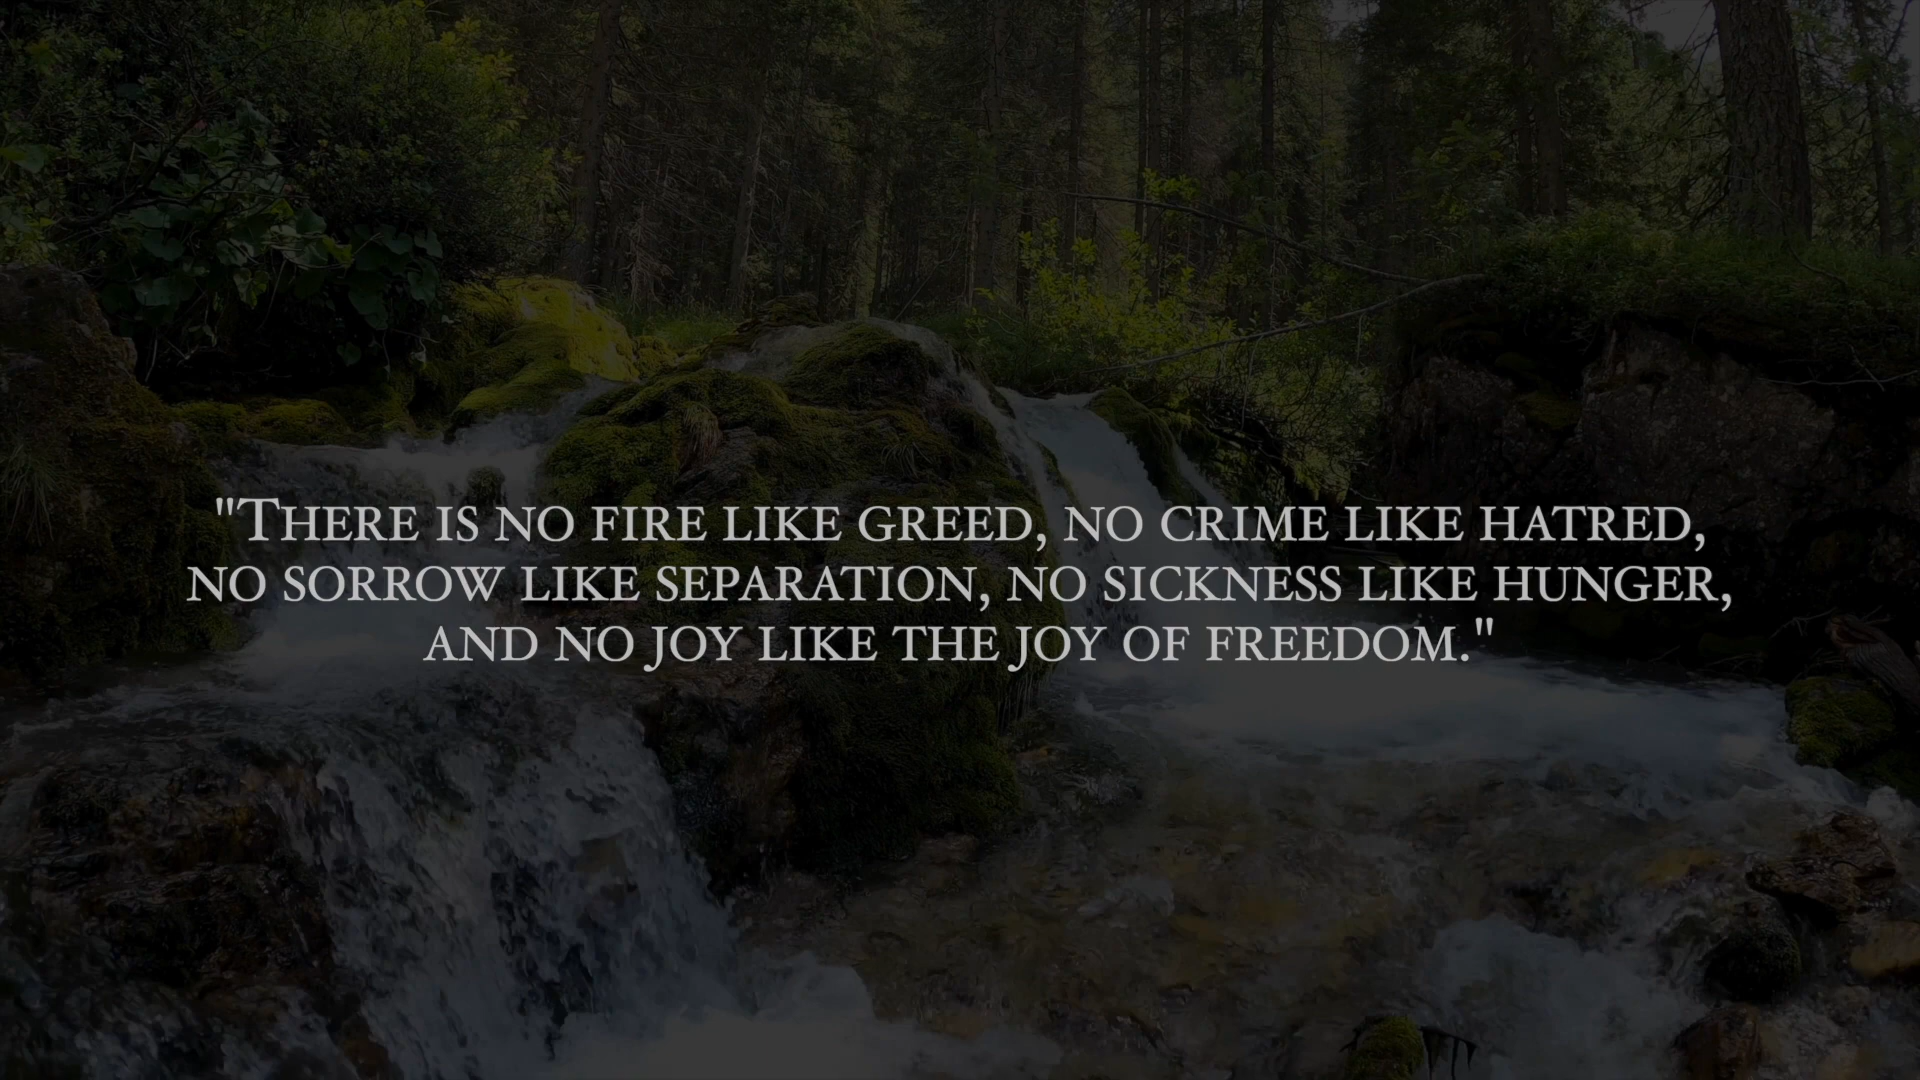 "There is no fire like greed, no crime like hatred,
no sorrow like separation, no sickness like hunger,
and no joy like the joy of freedom."